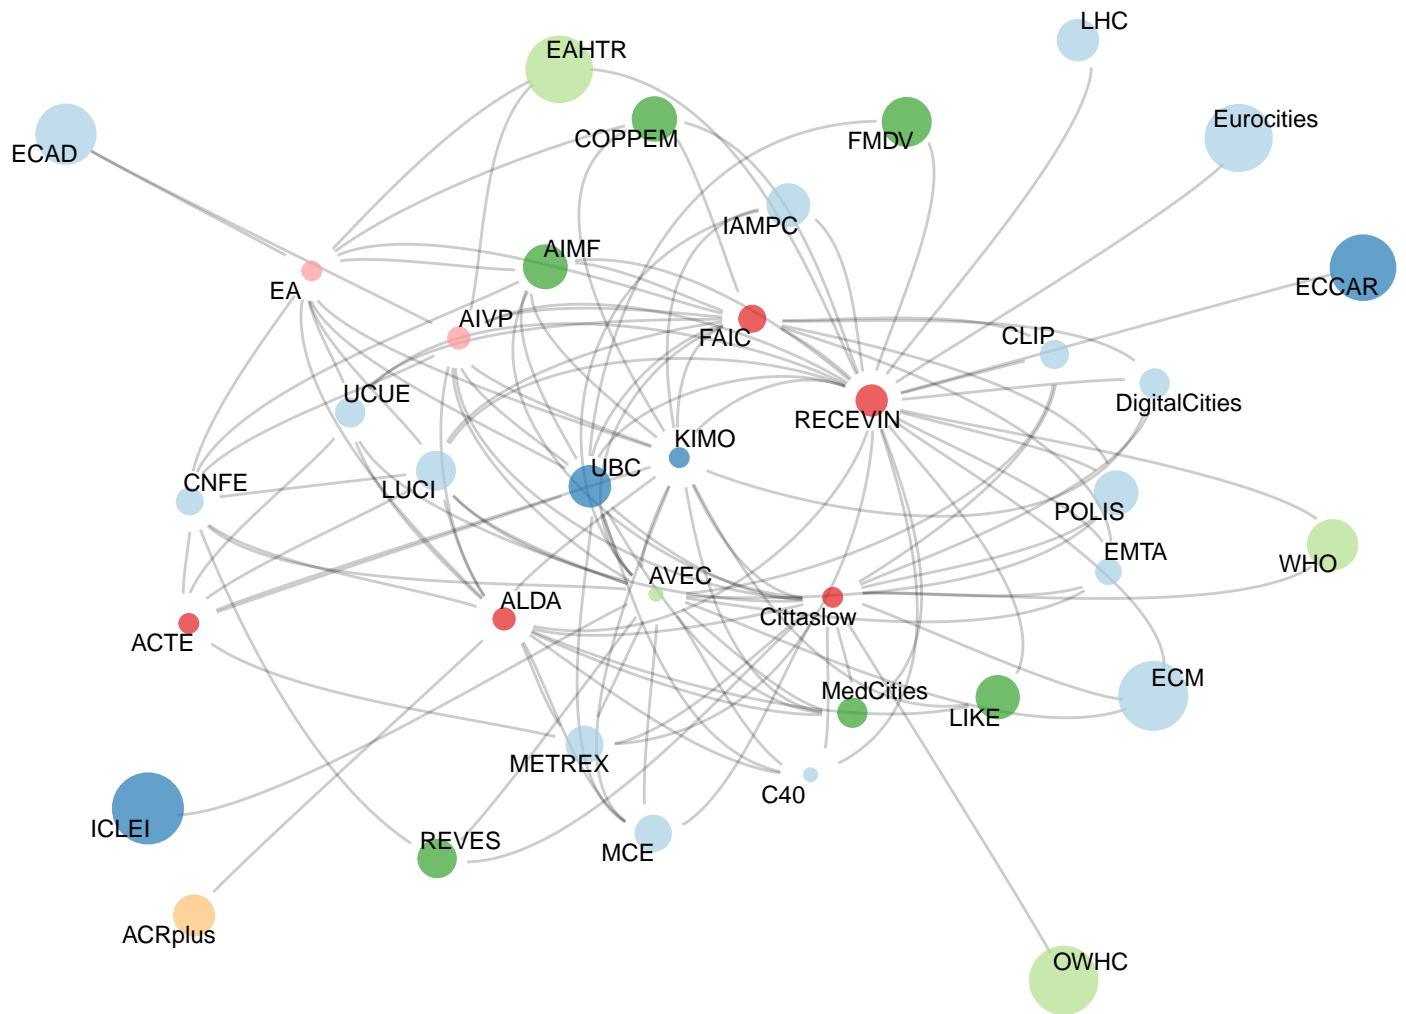 LHC
EAHTR
Eurocities
COPPEM
FMDV
ECAD
IAMPC
AIMF
EA
ECCAR
AIVP
FAIC
CLIP
UCUE
DigitalCities
RECEVIN
KIMO
UBC
CNFE
LUCI
POLIS
EMTA
WHO
AVEC
ALDA
Cittaslow
ACTE
ECM
MedCities
LIKE
METREX
C40
ICLEI
REVES
MCE
ACRplus
OWHC